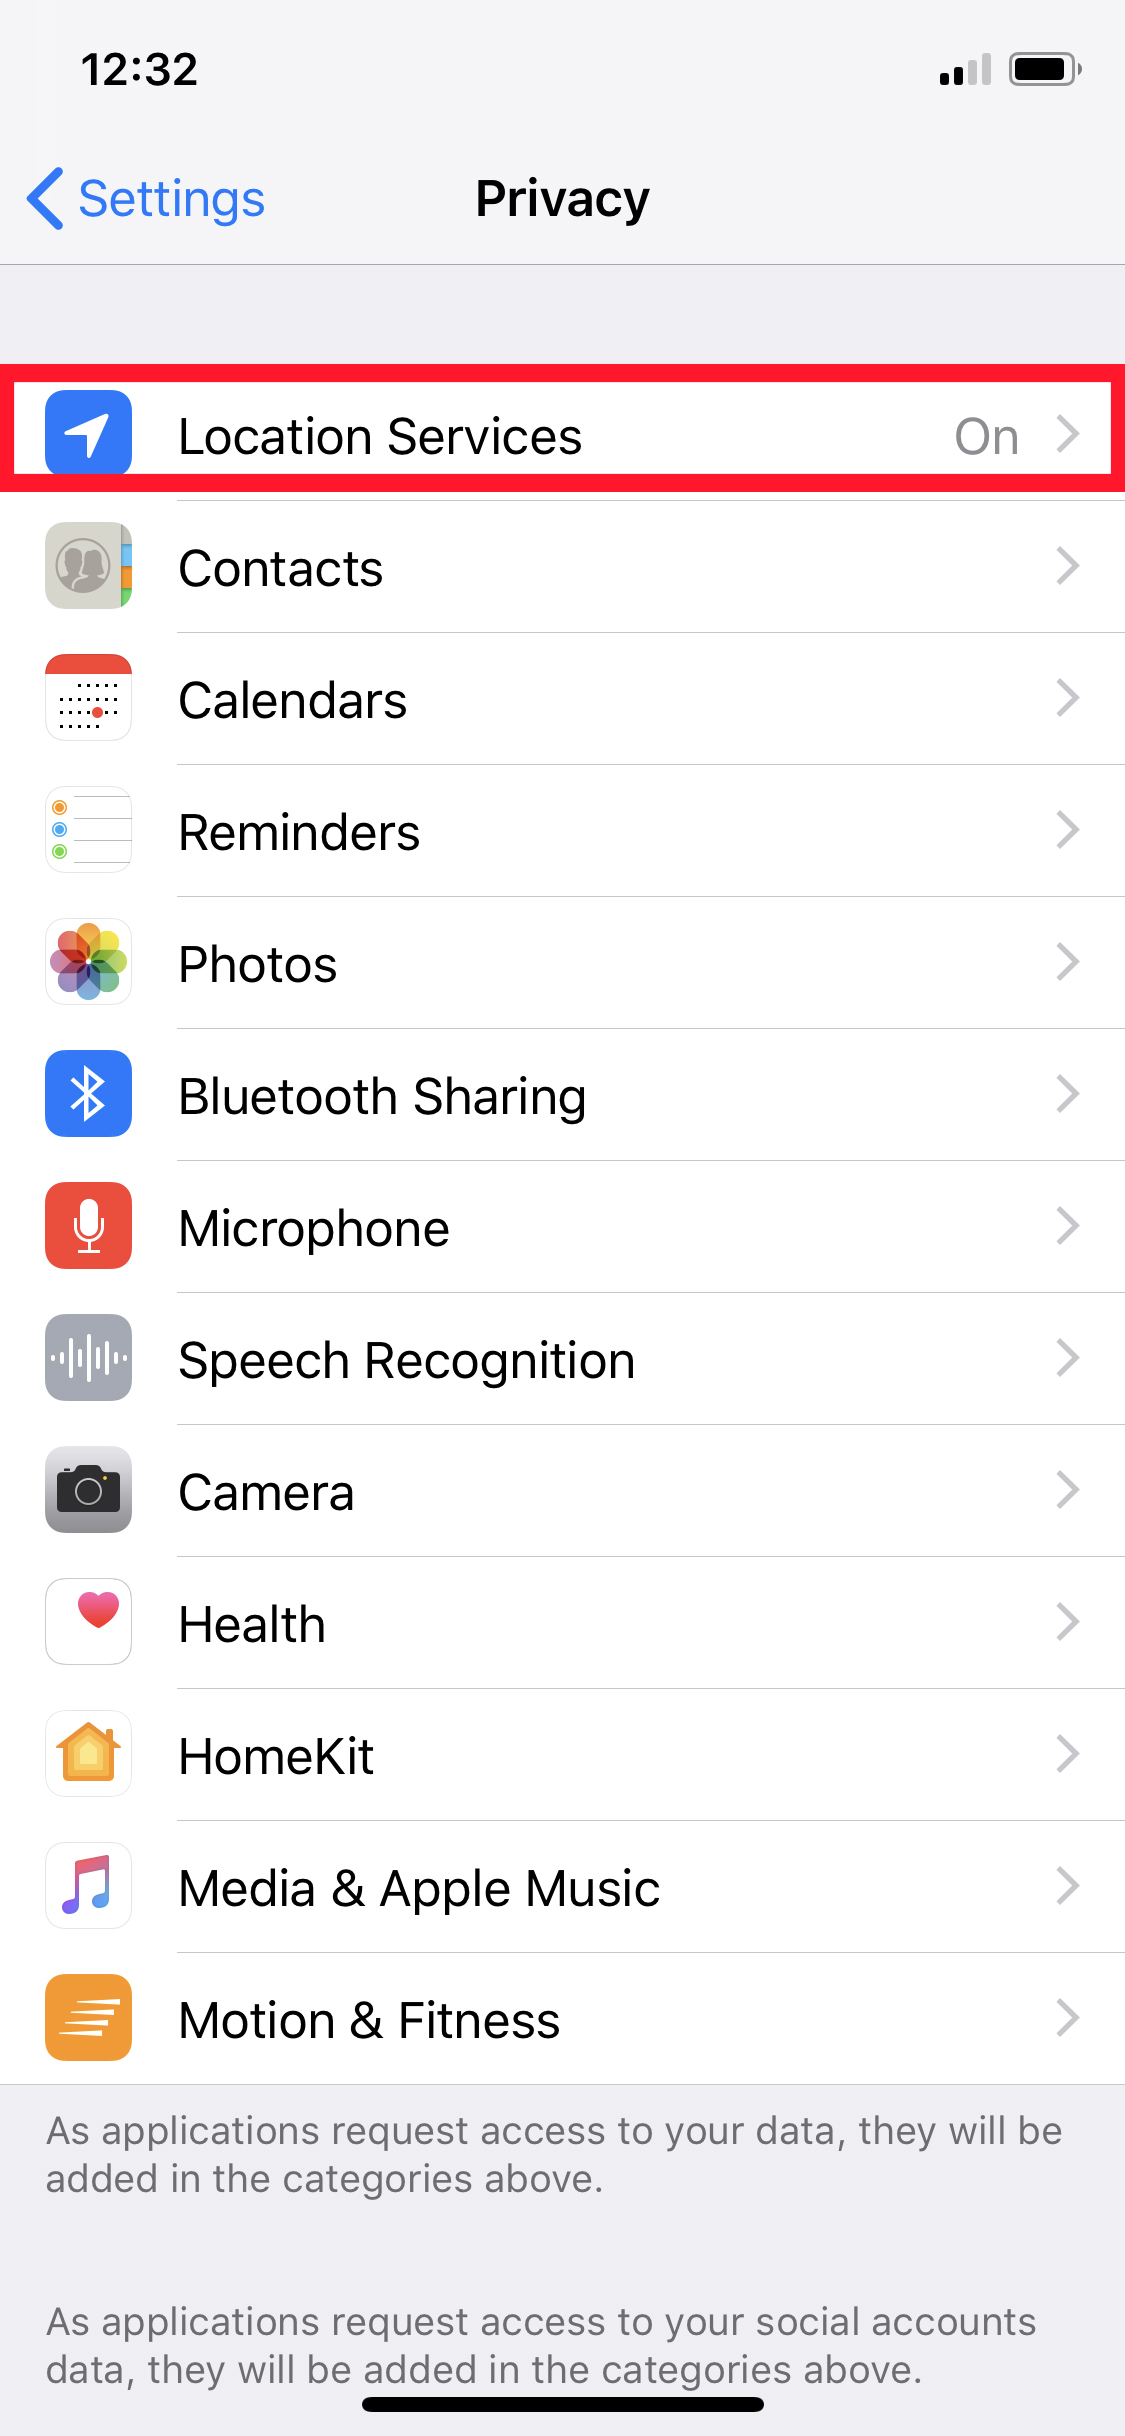 12:32
Settings
Privacy
Location Services On
Contacts
Calendars
Reminders
Photos
Bluetooth Sharing
Microphone
Speech Recognition
Camera
Health
HomeKit
Media & Apple Music
Motion & Fitness
As applications request access to your data, they will be
added in the categories above.
As applications request access to your social accounts
data, they will be added in the categories above.